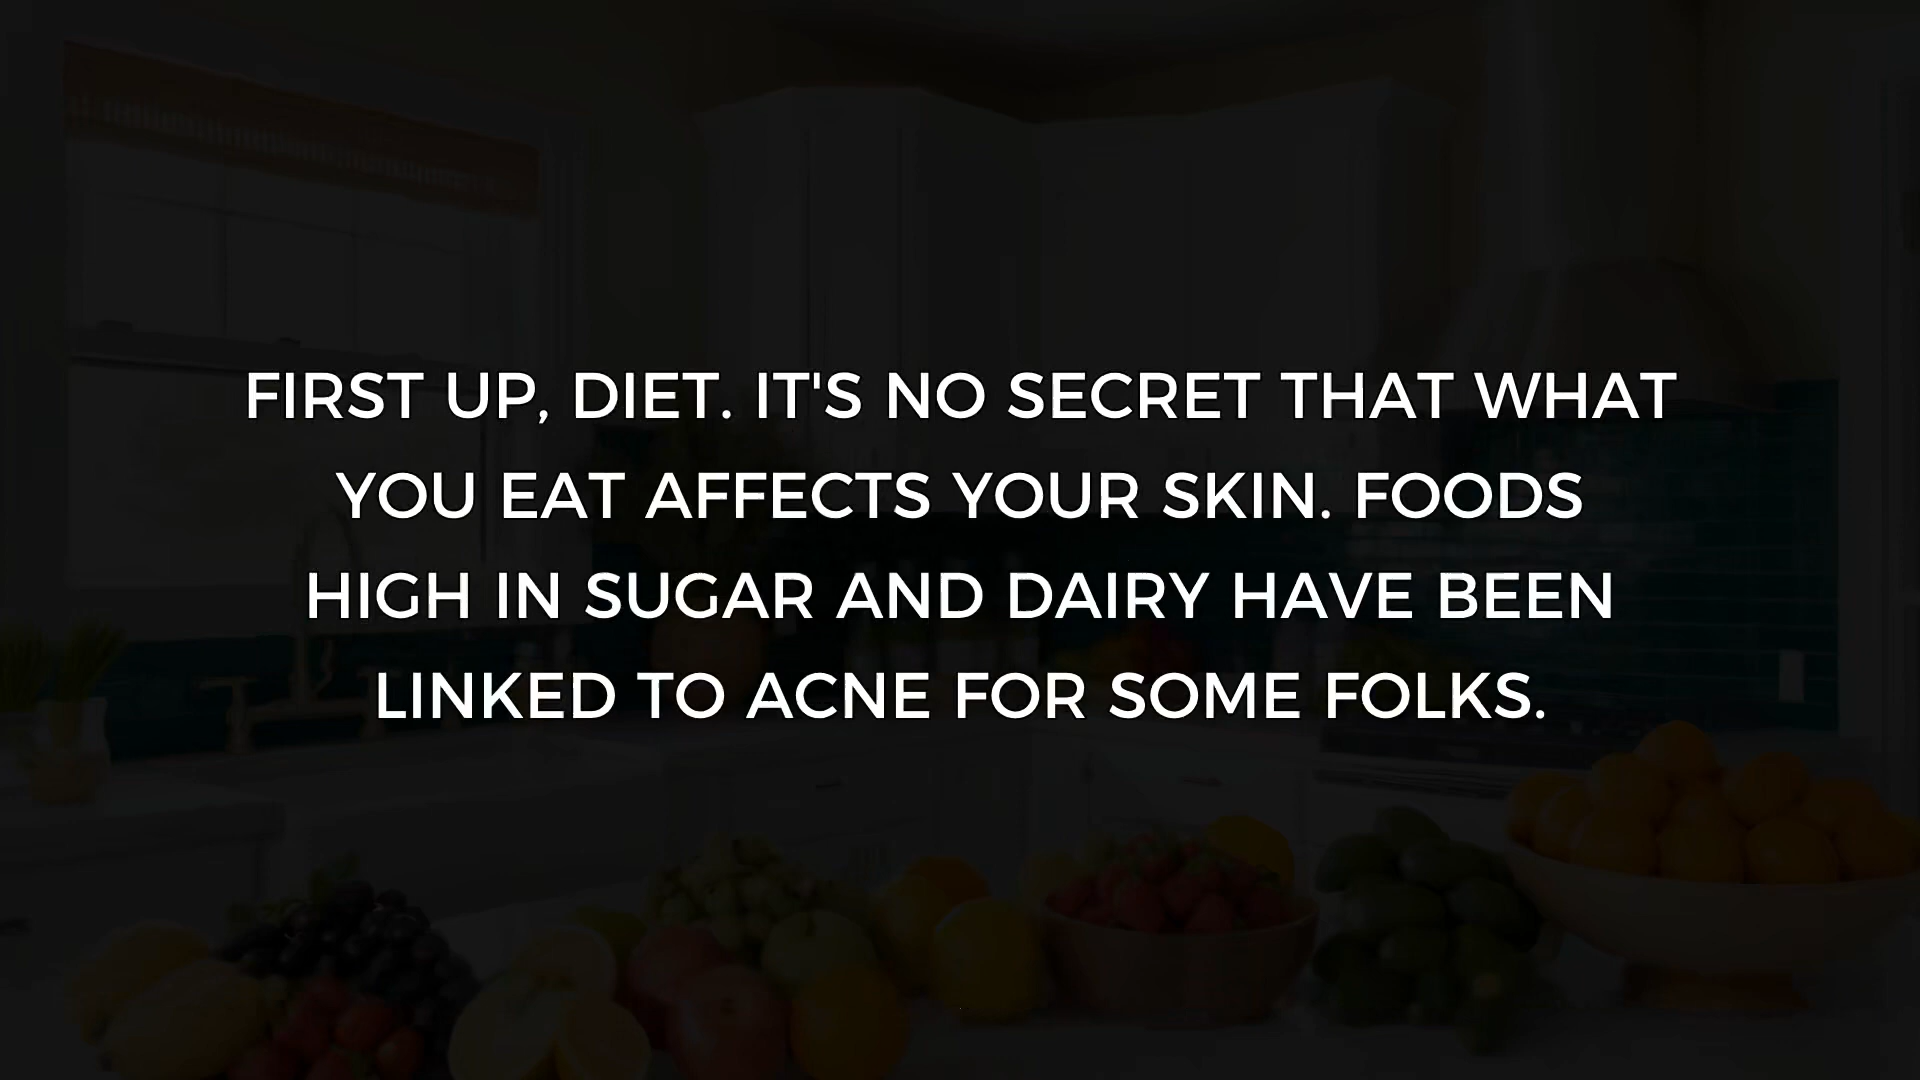 FIRST UP, DIET. IT'S NO SECRET THAT WHAT
YOU EAT AFFECTS YOUR SKIN. FOODS
HIGH IN SUGAR AND DAIRY HAVE BEEN
LINKED TO ACNE FOR SOME FOLKS.